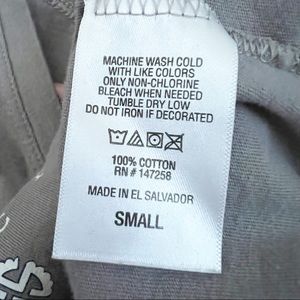 MACHINE WASH COLD
WITH LIKE COLORS
ONLY NON-CHLORINE
BLEACH WHEN NEEDED
TUMBLE DRY LOW
DO NOT IRON IF DECORATED
100% COTTON
RN # 147258
MADE IN EL SALVADOR
SMALL